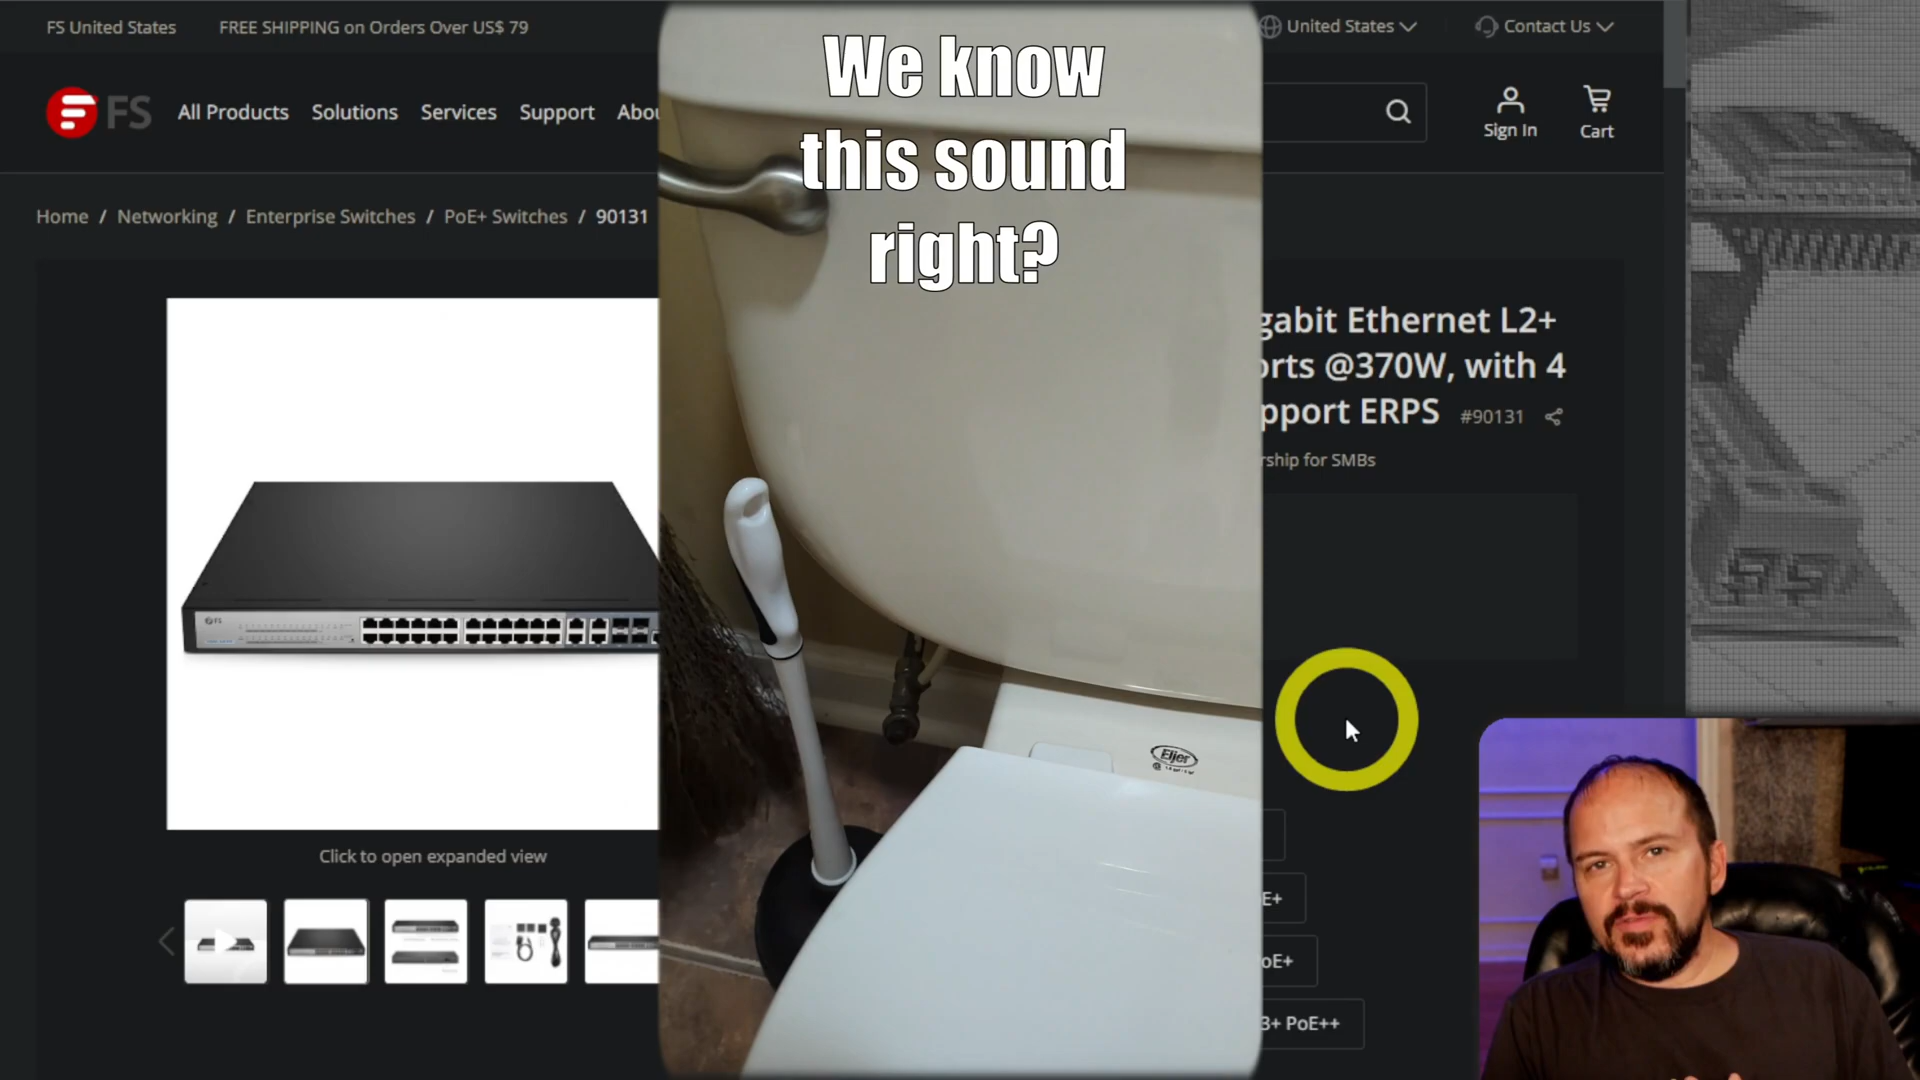 FS United States
FREE SHIPPING on Orders Over US$ 79
United States
Contact Us
FS
All Products
Solutions
Services
Support
Sign In
Cart
We know
this sound
right?
Home / Networking / Enterprise Switches / PoE+ Switches / 90131
gabit Ethernet L2+
orts @370W, with 4
pport ERPS #90131
rship for SMBs
Eljer
Click to open expanded view
E+
oE+
3+ PoE++